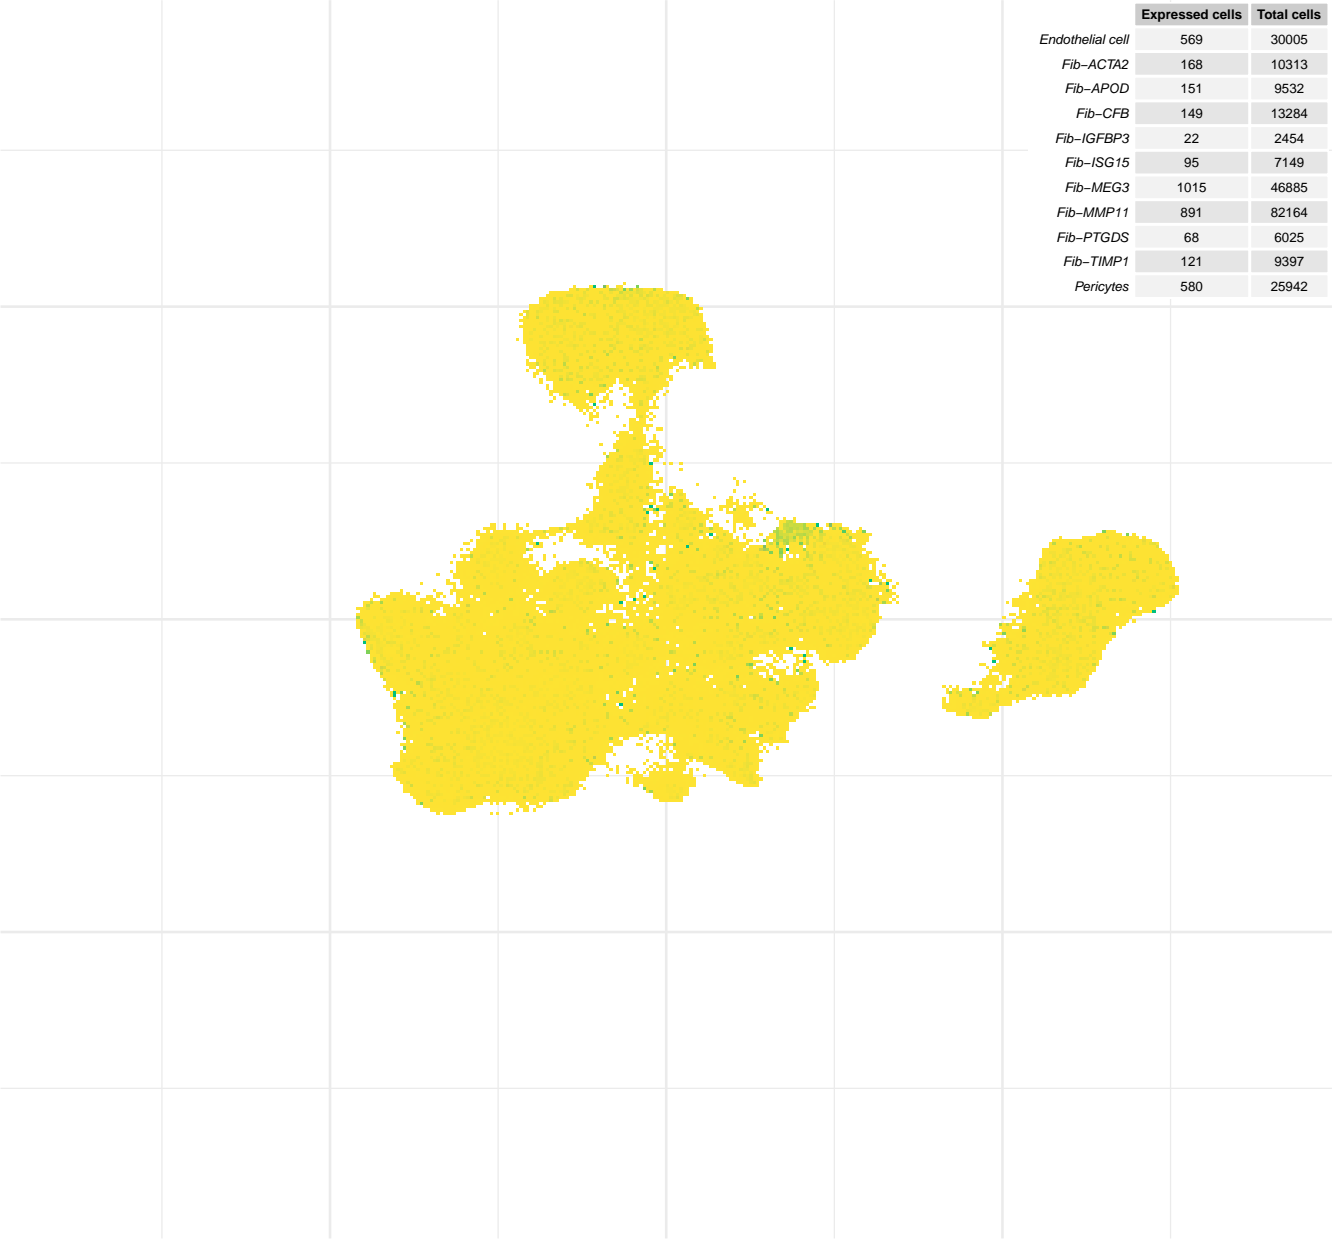 Expressed cells Total cells
Endothelial cell 569 30005
Fib−ACTA2 168 10313
Fib−APOD 151 9532
Fib−CFB 149 13284
Fib−IGFBP3 22 2454
Fib−ISG15 95 7149
Fib−MEG3 1015 46885
Fib−MMP11 891 82164
Fib−PTGDS 68 6025
Fib−TIMP1 121 9397
Pericytes 580 25942